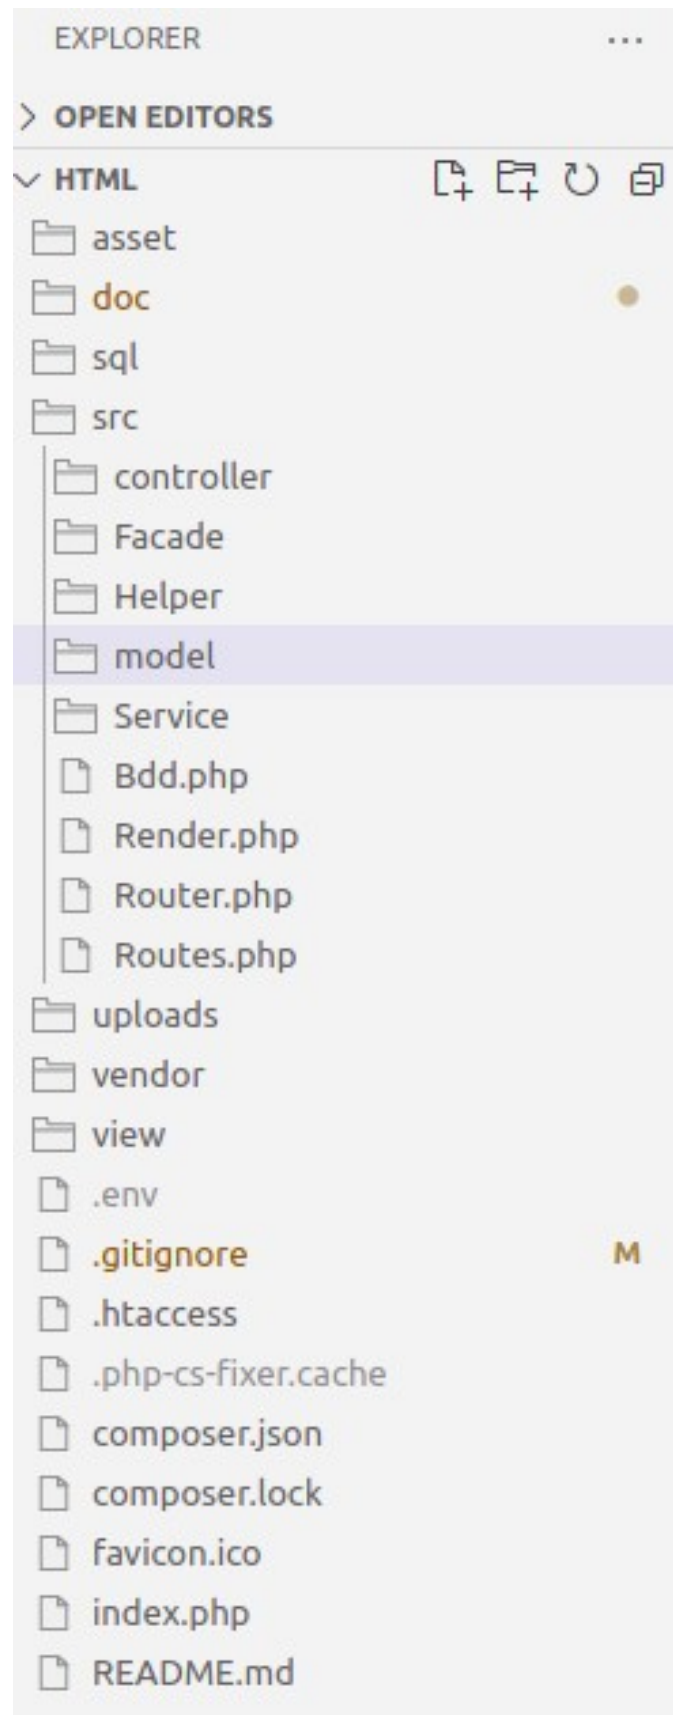 EXPLORER ...
OPEN EDITORS
HTML
asset
doc
sql
src
controller
Facade
Helper
model
Service
Bdd.php
Render.php
Router.php
Routes.php
uploads
vendor
view
.env
.gitignore M
.htaccess
.php-cs-fixer.cache
composer.json
composer.lock
favicon.ico
index.php
README.md